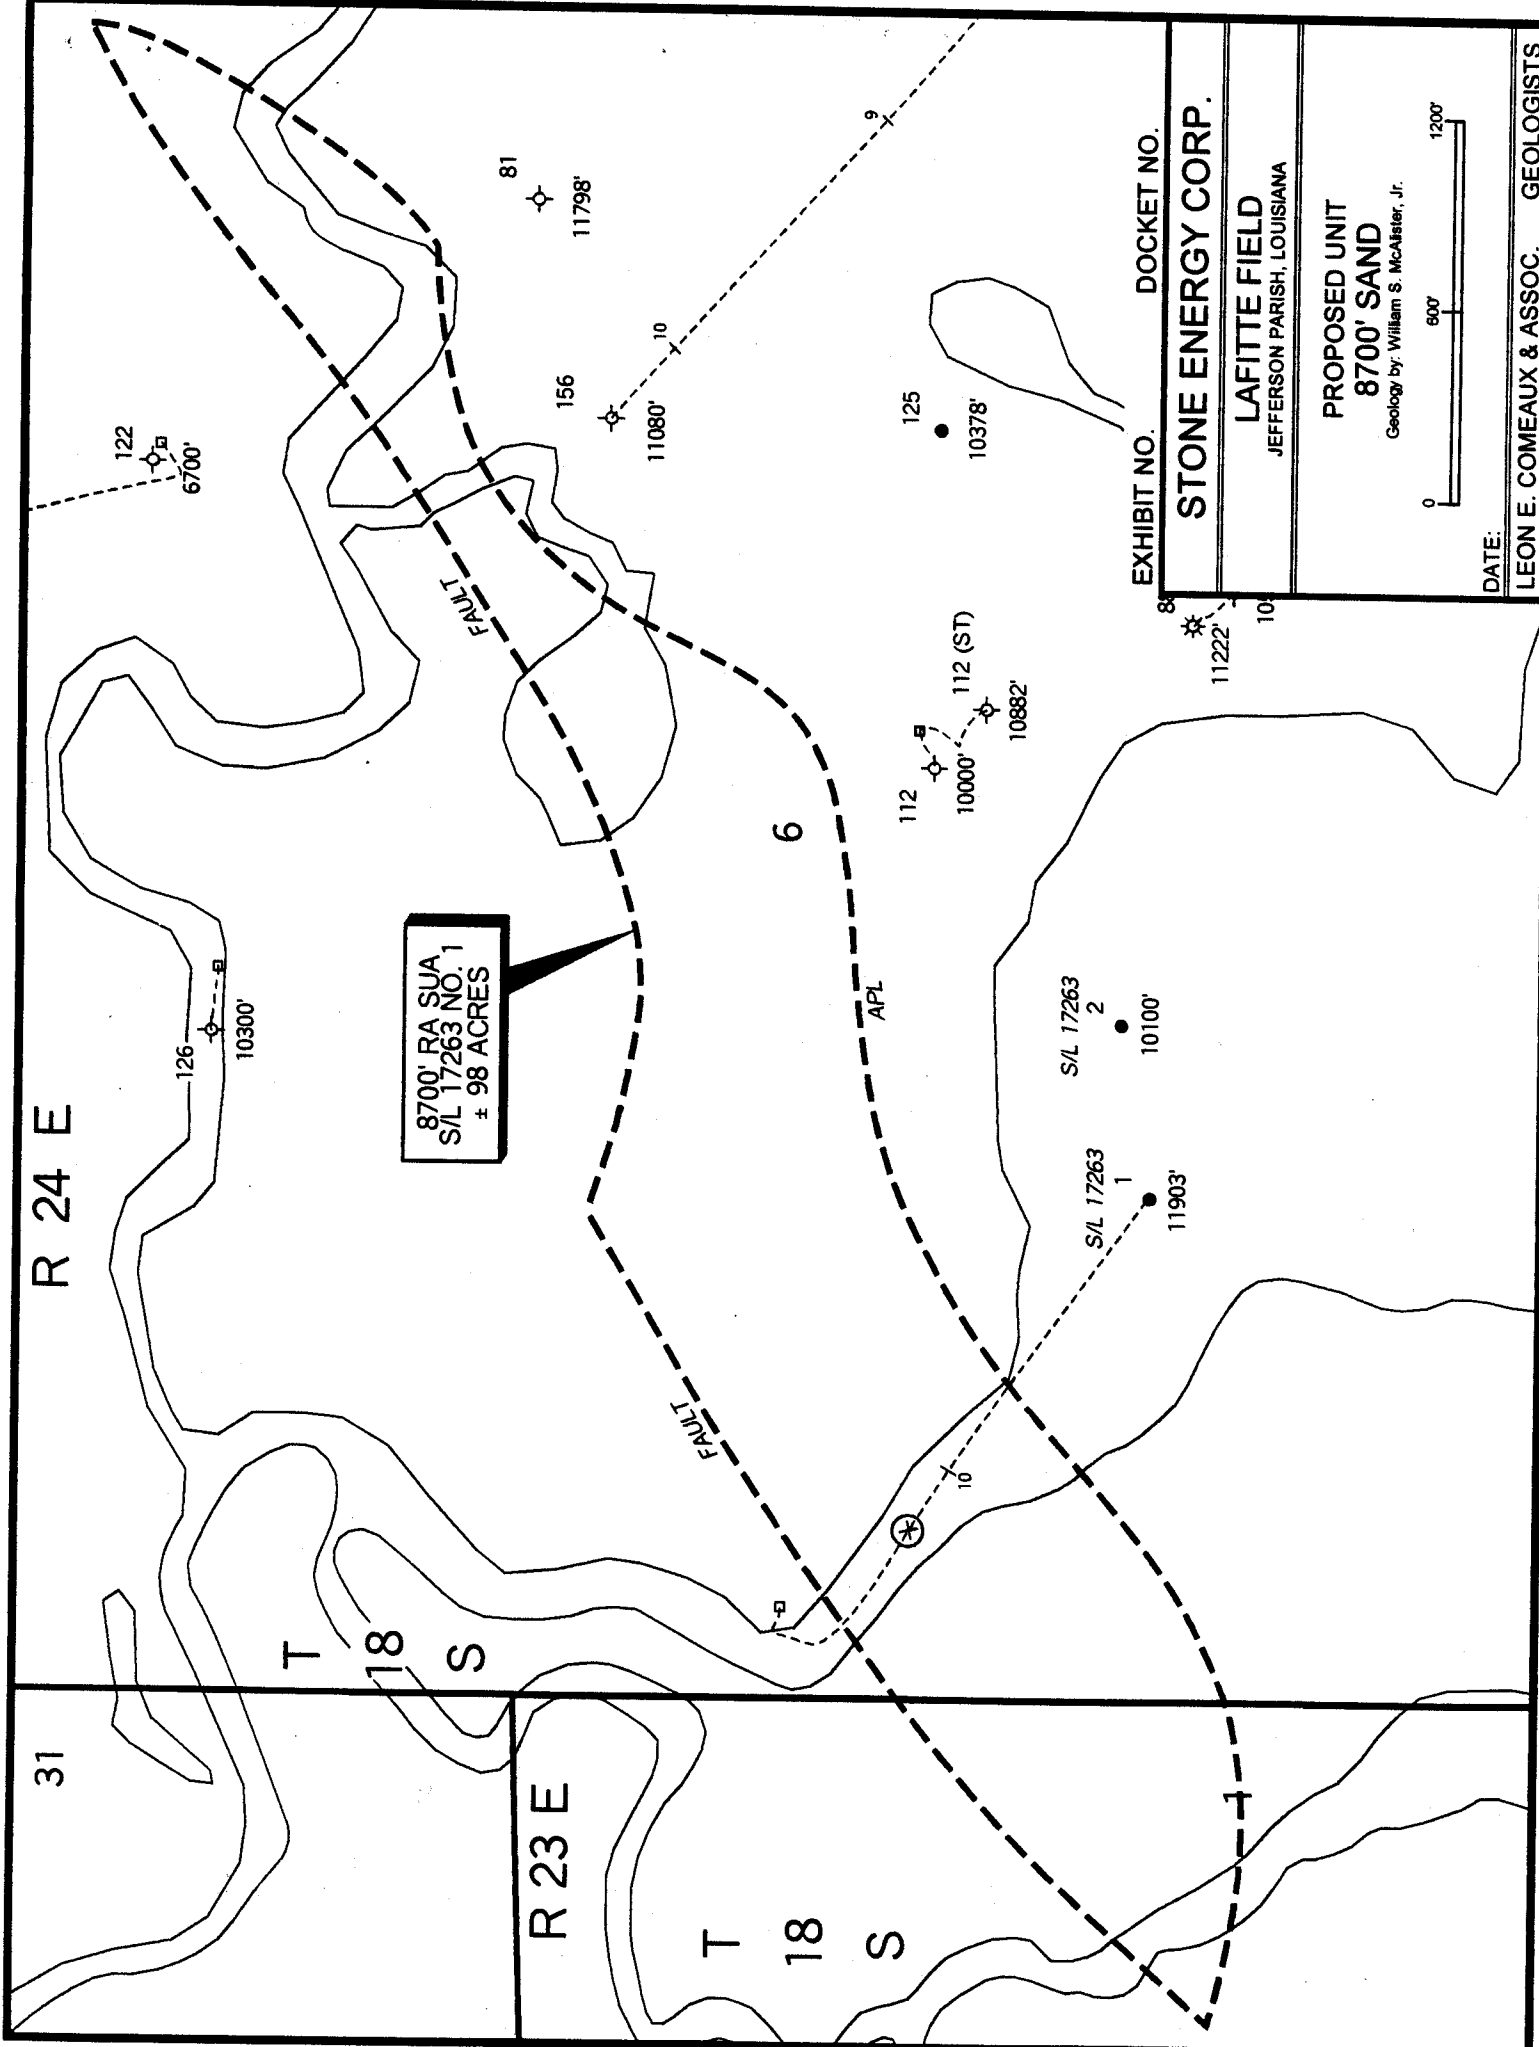 31
R 24 E
T
18
S
R 23 E
T
18
S
126
10300'
122
6700'
8700' RA SUA
S/L 17263 NO. 1
± 98 ACRES
FAULT
FAULT
81
11798'
156
11080'
10
9
6
APL
125
10378'
112
10000'
112 (ST)
10882'
10
S/L 17263
1
11903'
S/L 17263
2
10100'
1
11222'
EXHIBIT NO. DOCKET NO.
STONE ENERGY CORP.
LAFITTE FIELD
JEFFERSON PARISH, LOUISIANA
PROPOSED UNIT
8700' SAND
Geology by: William S. McAlister, Jr.
0 600' 1200'
DATE:
LEON E. COMEAUX & ASSOC. GEOLOGISTS